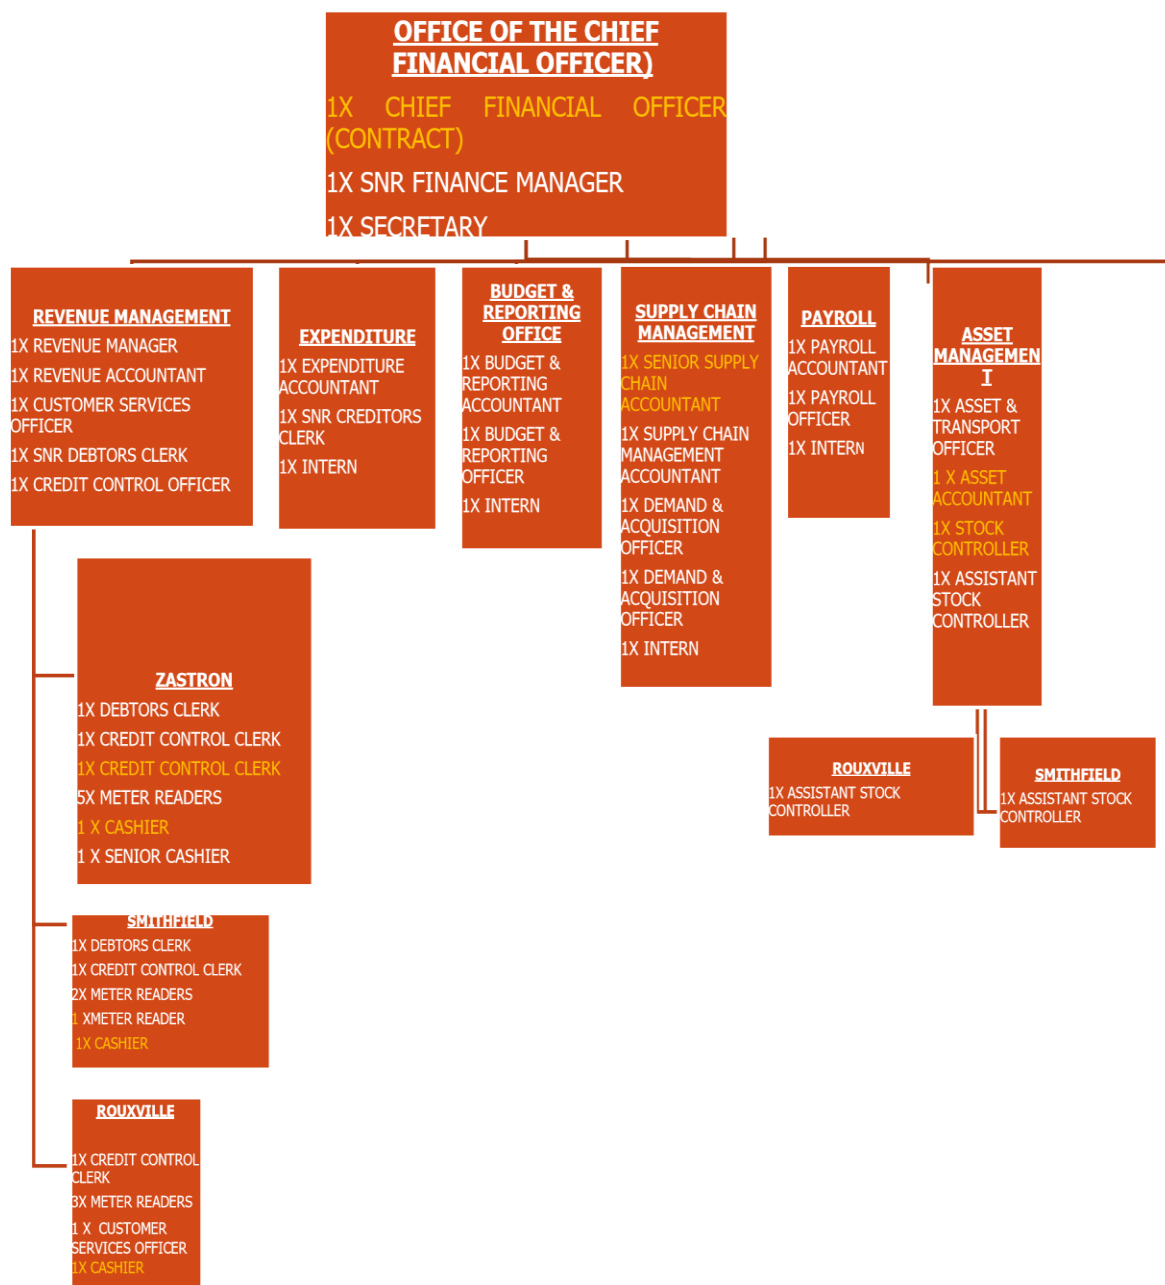 OFFICE OF THE CHIEF
FINANCIAL OFFICER)
1X CHIEF FINANCIAL OFFICER
(CONTRACT)
1X SNR FINANCE MANAGER
1X SECRETARY
REVENUE MANAGEMENT
1X REVENUE MANAGER
1X REVENUE ACCOUNTANT
1X CUSTOMER SERVICES
OFFICER
1X SNR DEBTORS CLERK
1X CREDIT CONTROL OFFICER
EXPENDITURE
1X EXPENDITURE
ACCOUNTANT
1X SNR CREDITORS
CLERK
1X INTERN
BUDGET &
REPORTING
OFFICE
1X BUDGET &
REPORTING
ACCOUNTANT
1X BUDGET &
REPORTING
OFFICER
1X INTERN
SUPPLY CHAIN
MANAGEMENT
1X SENIOR SUPPLY
CHAIN
ACCOUNTANT
1X SUPPLY CHAIN
MANAGEMENT
ACCOUNTANT
1X DEMAND &
ACQUISITION
OFFICER
1X DEMAND &
ACQUISITION
OFFICER
1X INTERN
PAYROLL
1X PAYROLL
ACCOUNTANT
1X PAYROLL
OFFICER
1X INTERN
ASSET
MANAGEMEN
T
1X ASSET &
TRANSPORT
OFFICER
1 X ASSET
ACCOUNTANT
1X STOCK
CONTROLLER
1X ASSISTANT
STOCK
CONTROLLER
ZASTRON
1X DEBTORS CLERK
1X CREDIT CONTROL CLERK
1X CREDIT CONTROL CLERK
5X METER READERS
1 X CASHIER
1 X SENIOR CASHIER
ROUXVILLE
1X ASSISTANT STOCK
CONTROLLER
SMITHFIELD
1X ASSISTANT STOCK
CONTROLLER
SMITHFIELD
1X DEBTORS CLERK
1X CREDIT CONTROL CLERK
2X METER READERS
1 XMETER READER
1X CASHIER
ROUXVILLE
1X CREDIT CONTROL
CLERK
3X METER READERS
1 X CUSTOMER
SERVICES OFFICER
1X CASHIER